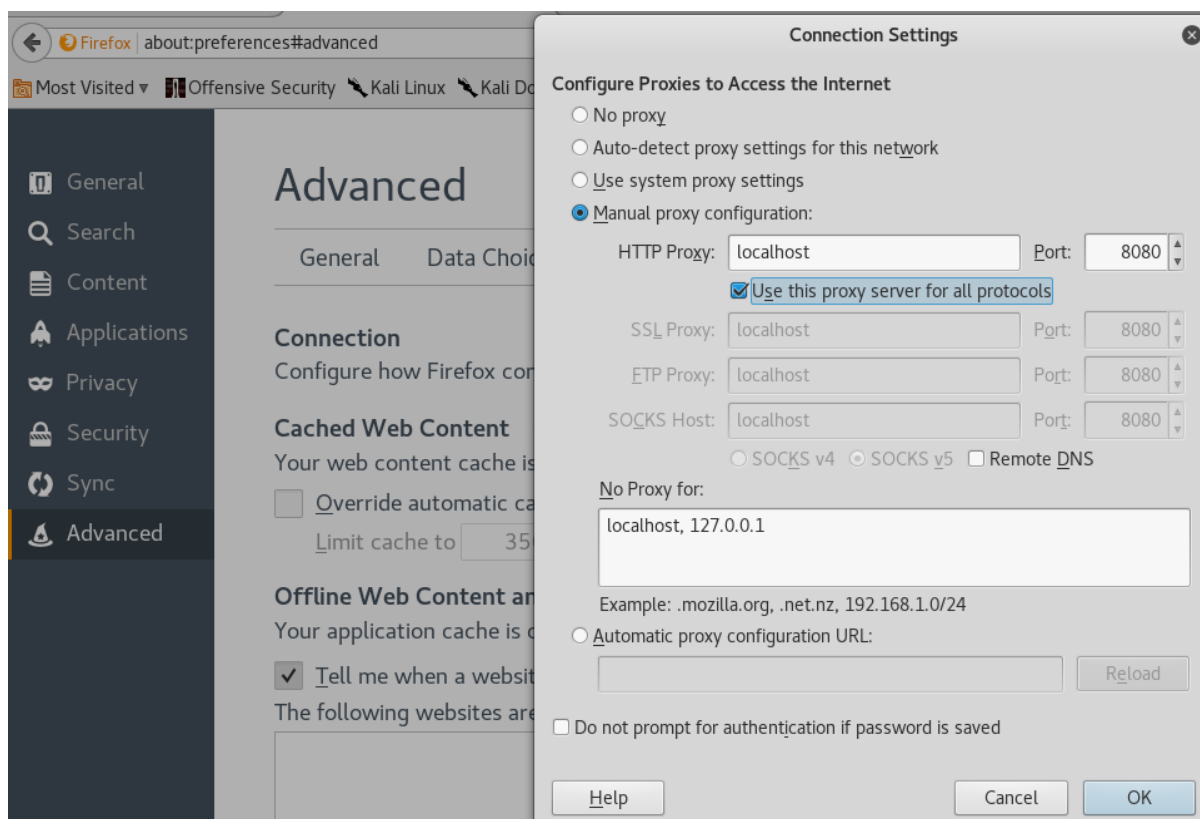 Firefox about:preferences#advanced
Most Visited Offensive Security Kali Linux Kali Do
General
Search
Content
Applications
Privacy
Security
Sync
Advanced
Advanced
General Data Choic
Connection
Configure how Firefox con
Cached Web Content
Your web content cache is
Override automatic ca
Limit cache to 35
Offline Web Content an
Your application cache is c
Tell me when a websit
The following websites are
Connection Settings
Configure Proxies to Access the Internet
No proxy
Auto-detect proxy settings for this network
Use system proxy settings
Manual proxy configuration:
HTTP Proxy: localhost Port: 8080
Use this proxy server for all protocols
SSL Proxy: localhost Port: 8080
FTP Proxy: localhost Port: 8080
SOCKS Host: localhost Port: 8080
SOCKS v4 SOCKS v5 Remote DNS
No Proxy for:
localhost, 127.0.0.1
Example: .mozilla.org, .net.nz, 192.168.1.0/24
Automatic proxy configuration URL:
Reload
Do not prompt for authentication if password is saved
Help Cancel OK